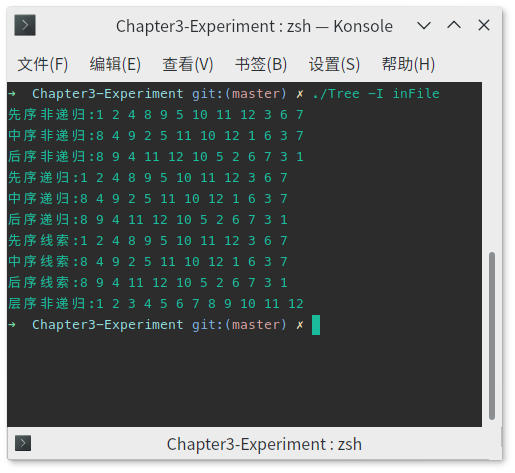 Chapter3-Experiment : zsh — Konsole
文件(F) 编辑(E) 查看(V) 书签(B) 设置(S) 帮助(H)
➜ Chapter3-Experiment git:(master) ✗ ./Tree -I inFile
先序非递归:1 2 4 8 9 5 10 11 12 3 6 7
中序非递归:8 4 9 2 5 11 10 12 1 6 3 7
后序非递归:8 9 4 11 12 10 5 2 6 7 3 1
先序递归:1 2 4 8 9 5 10 11 12 3 6 7
中序递归:8 4 9 2 5 11 10 12 1 6 3 7
后序递归:8 9 4 11 12 10 5 2 6 7 3 1
先序线索:1 2 4 8 9 5 10 11 12 3 6 7
中序线索:8 4 9 2 5 11 10 12 1 6 3 7
后序线索:8 9 4 11 12 10 5 2 6 7 3 1
层序非递归:1 2 3 4 5 6 7 8 9 10 11 12
➜ Chapter3-Experiment git:(master) ✗
Chapter3-Experiment : zsh